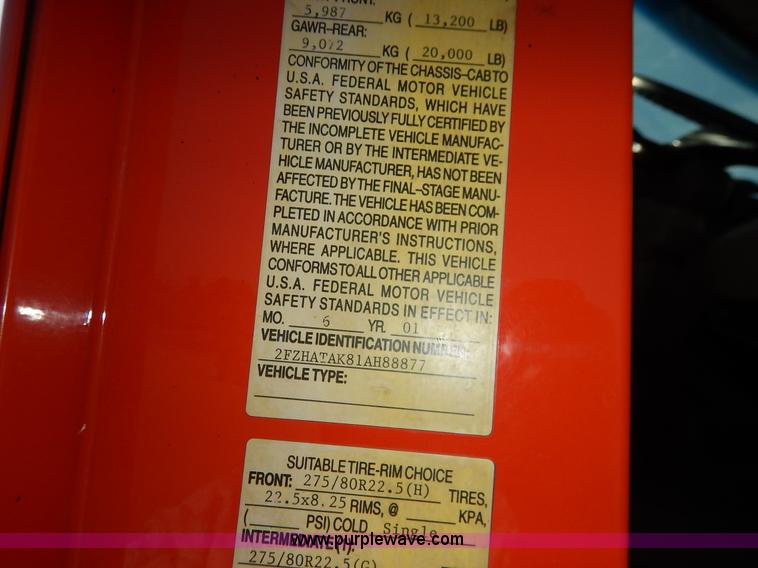 5,987 KG ( 13,200 LB)
GAWR-REAR:
9,072 KG ( 20,000 LB)
CONFORMITY OF THE CHASSIS-CAB TO
U.S.A. FEDERAL MOTOR VEHICLE
SAFETY STANDARDS, WHICH HAVE
BEEN PREVIOUSLY FULLY CERTIFIED BY
THE INCOMPLETE VEHICLE MANUFAC-
TURER OR BY THE INTERMEDIATE VE-
HICLE MANUFACTURER, HAS NOT BEEN
AFFECTED BY THE FINAL-STAGE MANU-
FACTURE. THE VEHICLE HAS BEEN COM-
PLETED IN ACCORDANCE WITH PRIOR
MANUFACTURER'S INSTRUCTIONS,
WHERE APPLICABLE. THIS VEHICLE
CONFORMS TO ALL OTHER APPLICABLE
U.S.A. FEDERAL MOTOR VEHICLE
SAFETY STANDARDS IN EFFECT IN:
MO. 6 YR. 01
VEHICLE IDENTIFICATION NUMBER:
2FZHATAK81AH88877
VEHICLE TYPE:
SUITABLE TIRE-RIM CHOICE
FRONT: 275/80R22.5(H) TIRES,
22.5x8.25 RIMS, @ KPA,
( PSI) COLD Single
INTERMEDIATE(1):
www.purplewave.com
275/80R22.5(G)